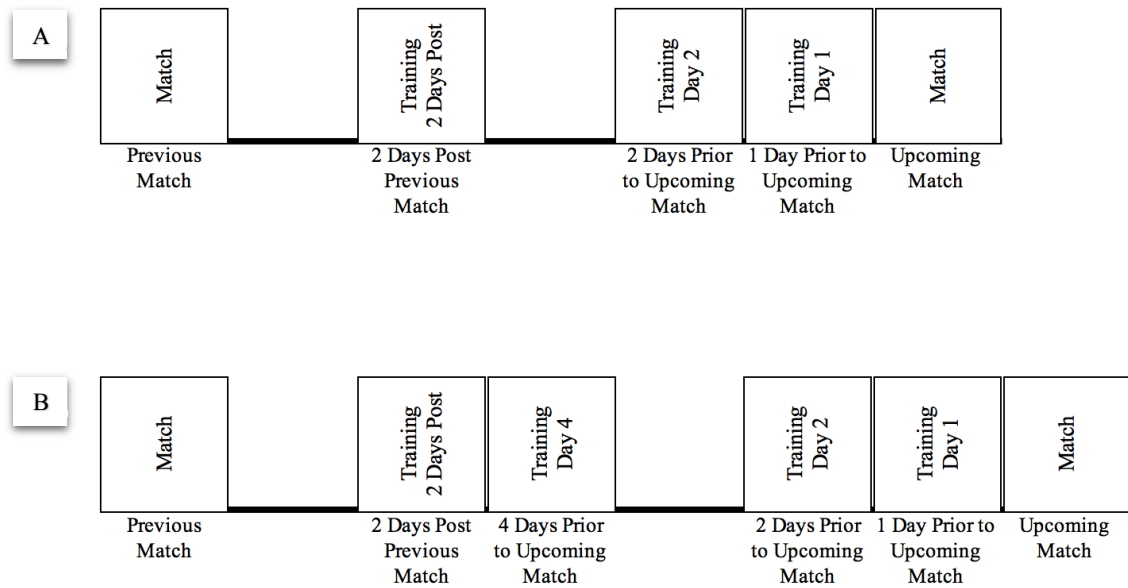 A
Match
Training
2 Days Post
Training
Day 2
Training
Day 1
Match
Previous
Match
2 Days Post
Previous
Match
2 Days Prior
to Upcoming
Match
1 Day Prior to
Upcoming
Match
Upcoming
Match
B
Match
Training
2 Days Post
Training
Day 4
Training
Day 2
Training
Day 1
Match
Previous
Match
2 Days Post
Previous
Match
4 Days Prior
to Upcoming
Match
2 Days Prior
to Upcoming
Match
1 Day Prior to
Upcoming
Match
Upcoming
Match